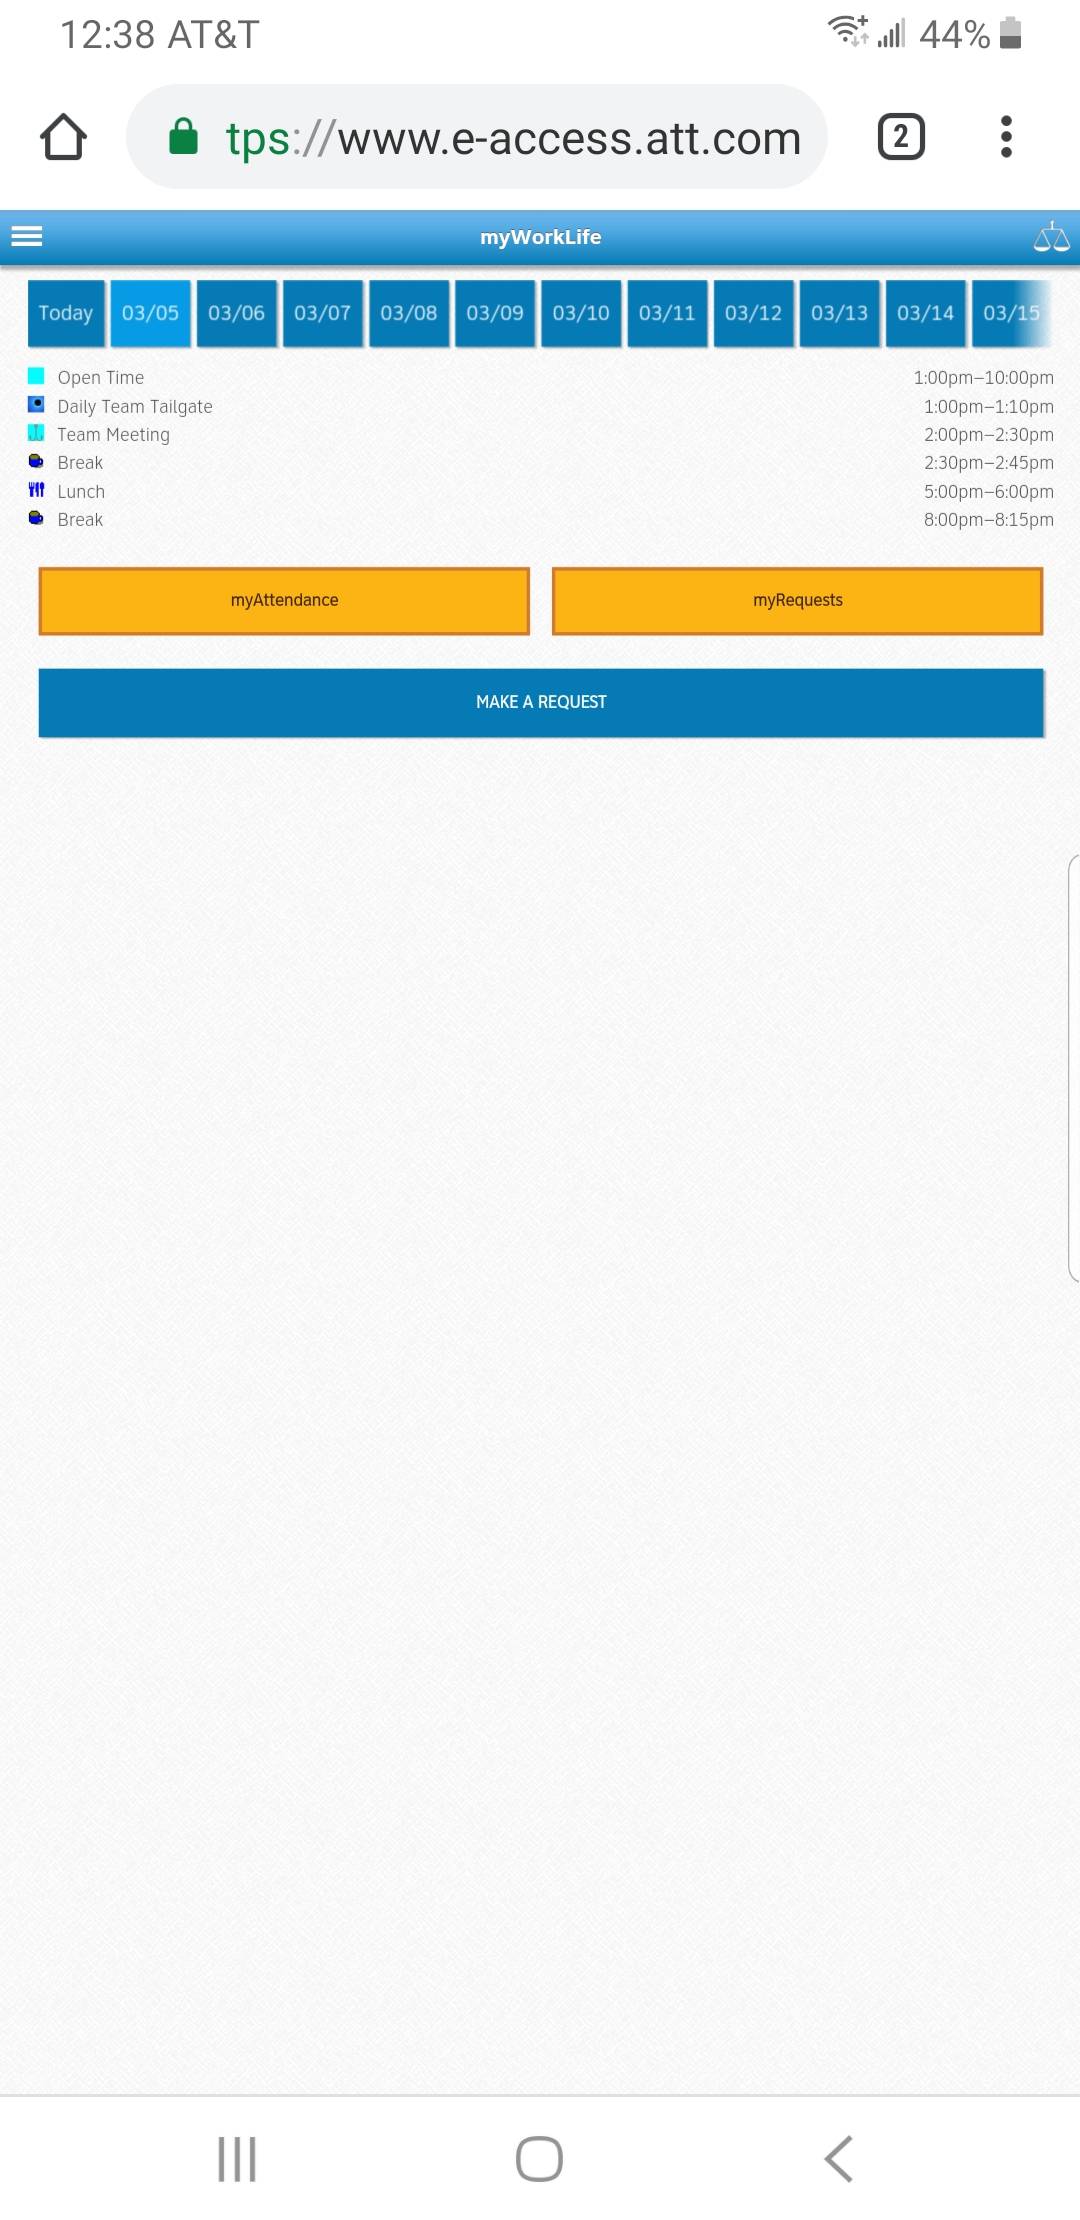 12:38 AT&T 44%
tps://www.e-access.att.com 2
myWorkLife
Today 03/05 03/06 03/07 03/08 03/09 03/10 03/11 03/12 03/13 03/14 03/15
Open Time 1:00pm–10:00pm
Daily Team Tailgate 1:00pm–1:10pm
Team Meeting 2:00pm–2:30pm
Break 2:30pm–2:45pm
Lunch 5:00pm–6:00pm
Break 8:00pm–8:15pm
myAttendance myRequests
MAKE A REQUEST